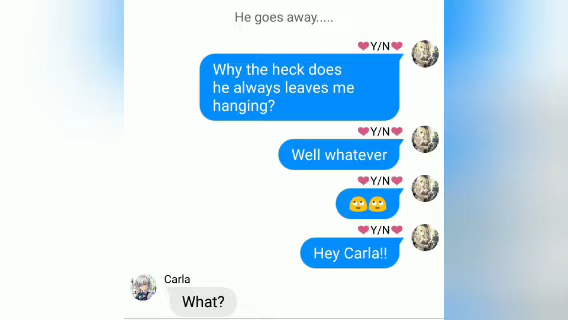 He goes away.....
❤Y/N❤
Why the heck does
he always leaves me
hanging?
❤Y/N❤
Well whatever
❤Y/N❤
🙄🙄
❤Y/N❤
Hey Carla!!
Carla
What?